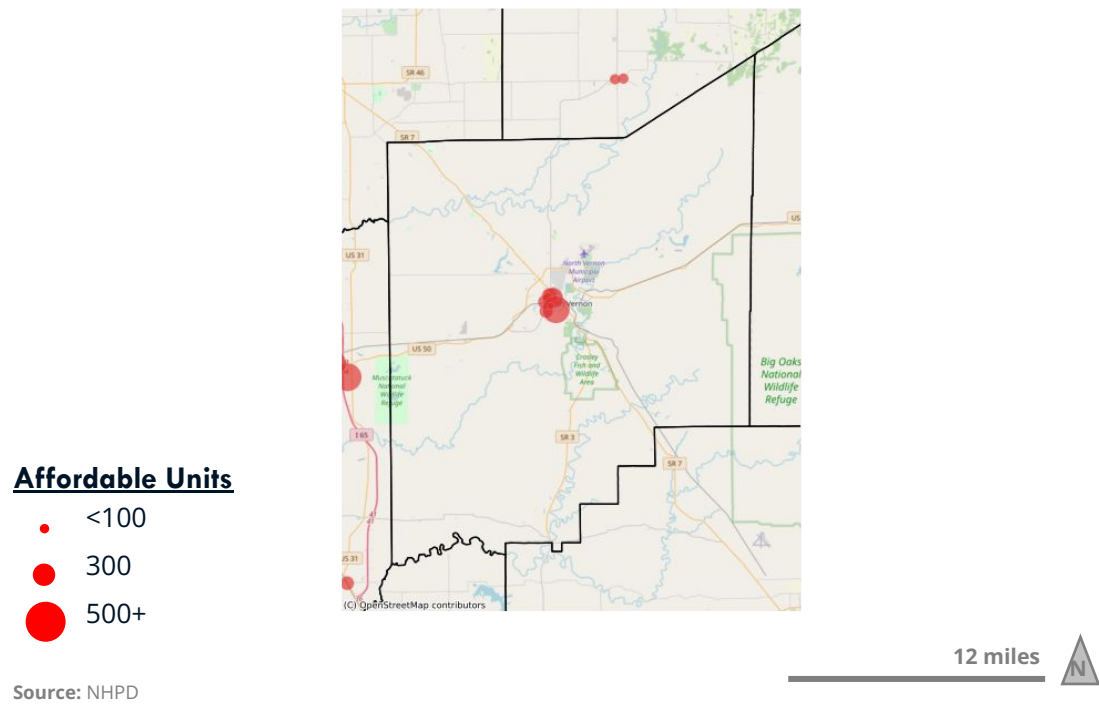 SR 46
SR 7
US
US 31
North Vernon
Municipal
Airport
Vernon
US 50
Crosley
Fish and
Wildlife
Area
Big Oaks
National
Wildlife
Refuge
Muscatatuck
National
Wildlife
Refuge
I 65
SR 3
SR 7
US 31
(C) OpenStreetMap contributors
Affordable Units
<100
300
500+
12 miles
N
Source: NHPD